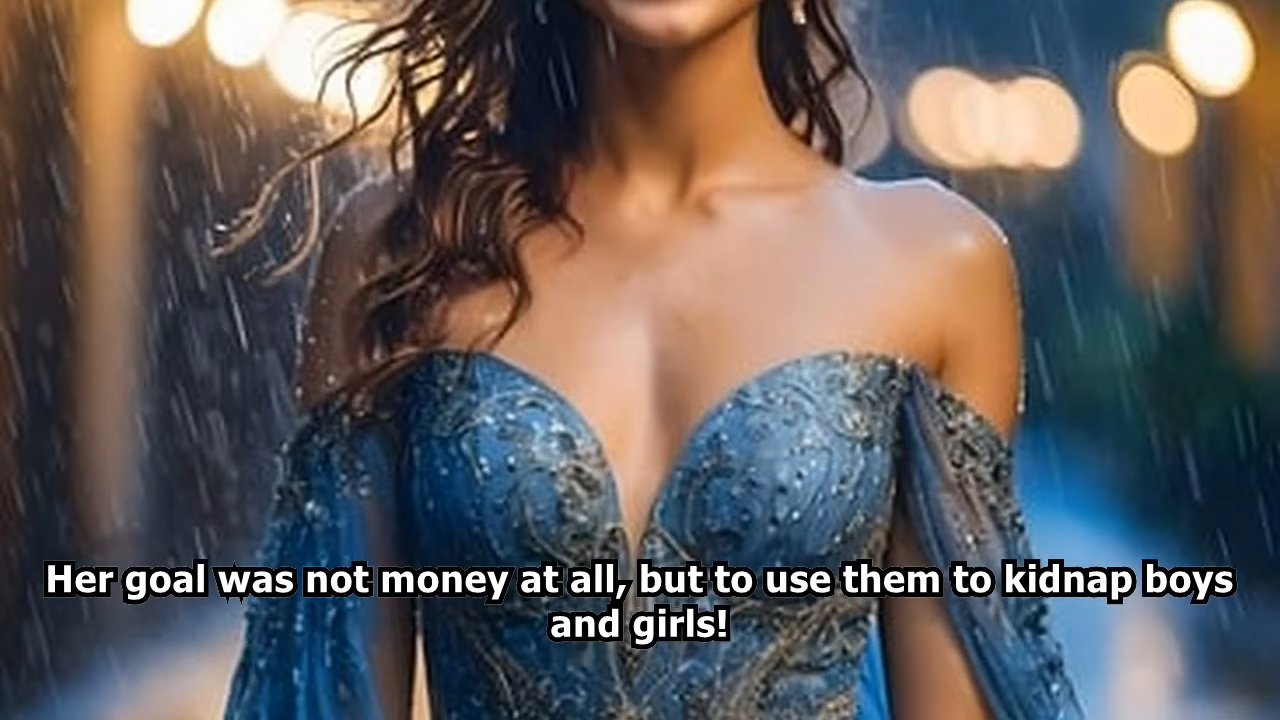 Her goal was not money at all, but to use them to kidnap boys
and girls!